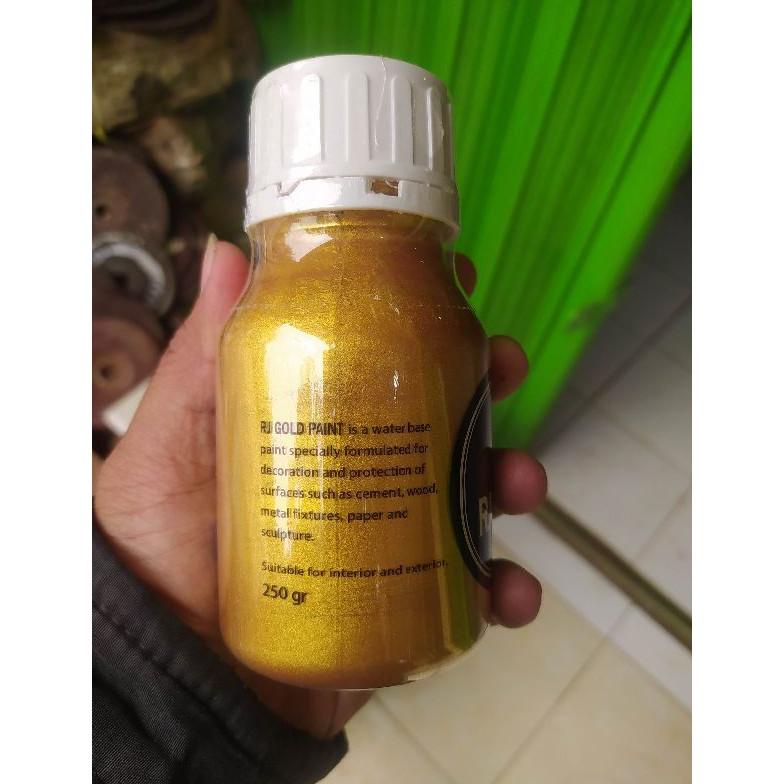 RJ GOLD PAINT is a water base
paint specially formulated for
decoration and protection of
surfaces such as cement, wood,
metal fixtures, paper and
sculpture.
Suitable for interior and exterior.
250 gr